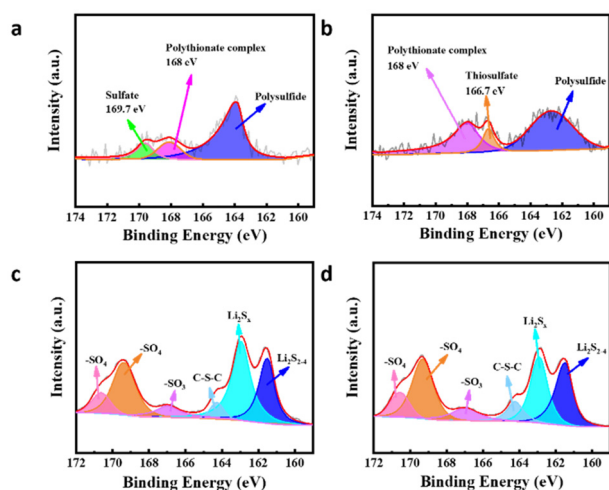 a
Intensity (a.u.)
Polythionate complex
168 eV
Sulfate
169.7 eV
Polysulfide
174 172 170 168 166 164 162 160
Binding Energy (eV)
b
Intensity (a.u.)
Polythionate complex
168 eV
Thiosulfate
166.7 eV
Polysulfide
174 172 170 168 166 164 162 160
Binding Energy (eV)
c
Intensity (a.u.)
-SO₄
-SO₄
-SO₃
C-S-C
Li₂Sₓ
Li₂S₂₋₄
172 170 168 166 164 162 160
Binding Energy (eV)
d
Intensity (a.u.)
-SO₄
-SO₄
-SO₃
C-S-C
Li₂Sₓ
Li₂S₂₋₄
172 170 168 166 164 162 160
Binding Energy (eV)